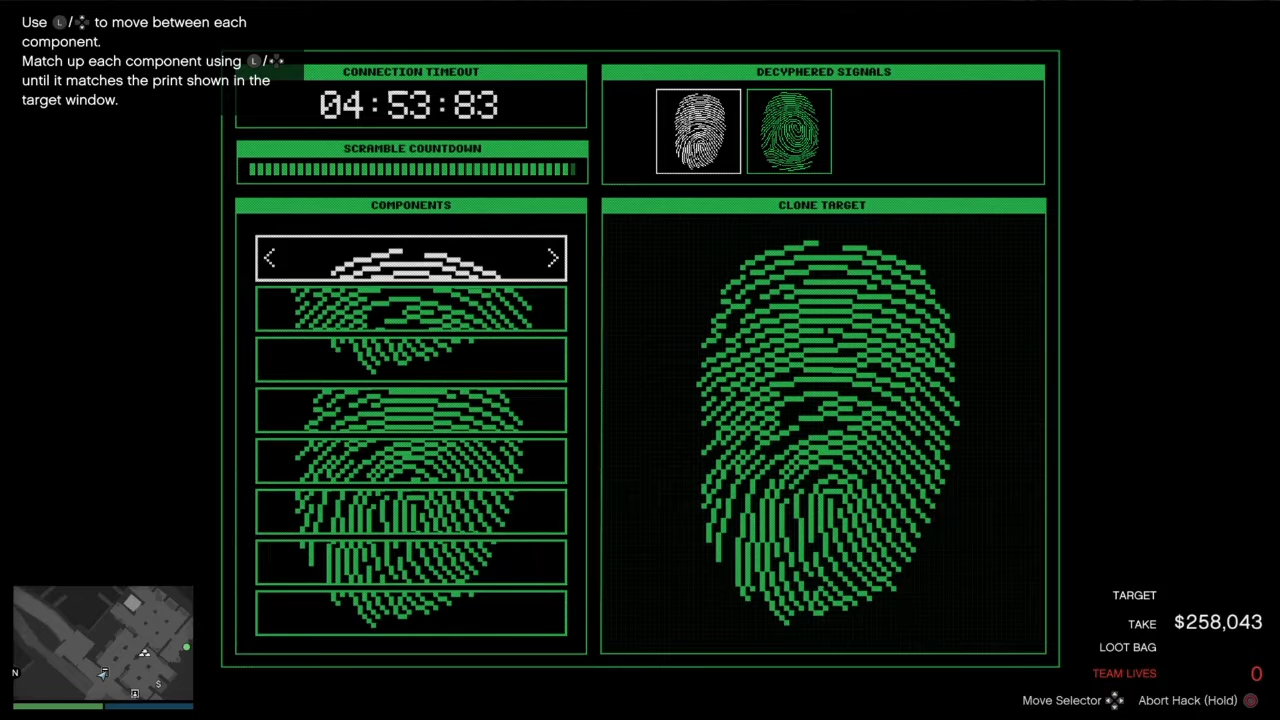 Use L/ to move between each
component.
Match up each component using L/
until it matches the print shown in the
target window.
CONNECTION TIMEOUT
04:53:83
SCRAMBLE COUNTDOWN
DECYPHERED SIGNALS
COMPONENTS
CLONE TARGET
N
$
TARGET
TAKE $258,043
LOOT BAG
TEAM LIVES 0
Move Selector Abort Hack (Hold)